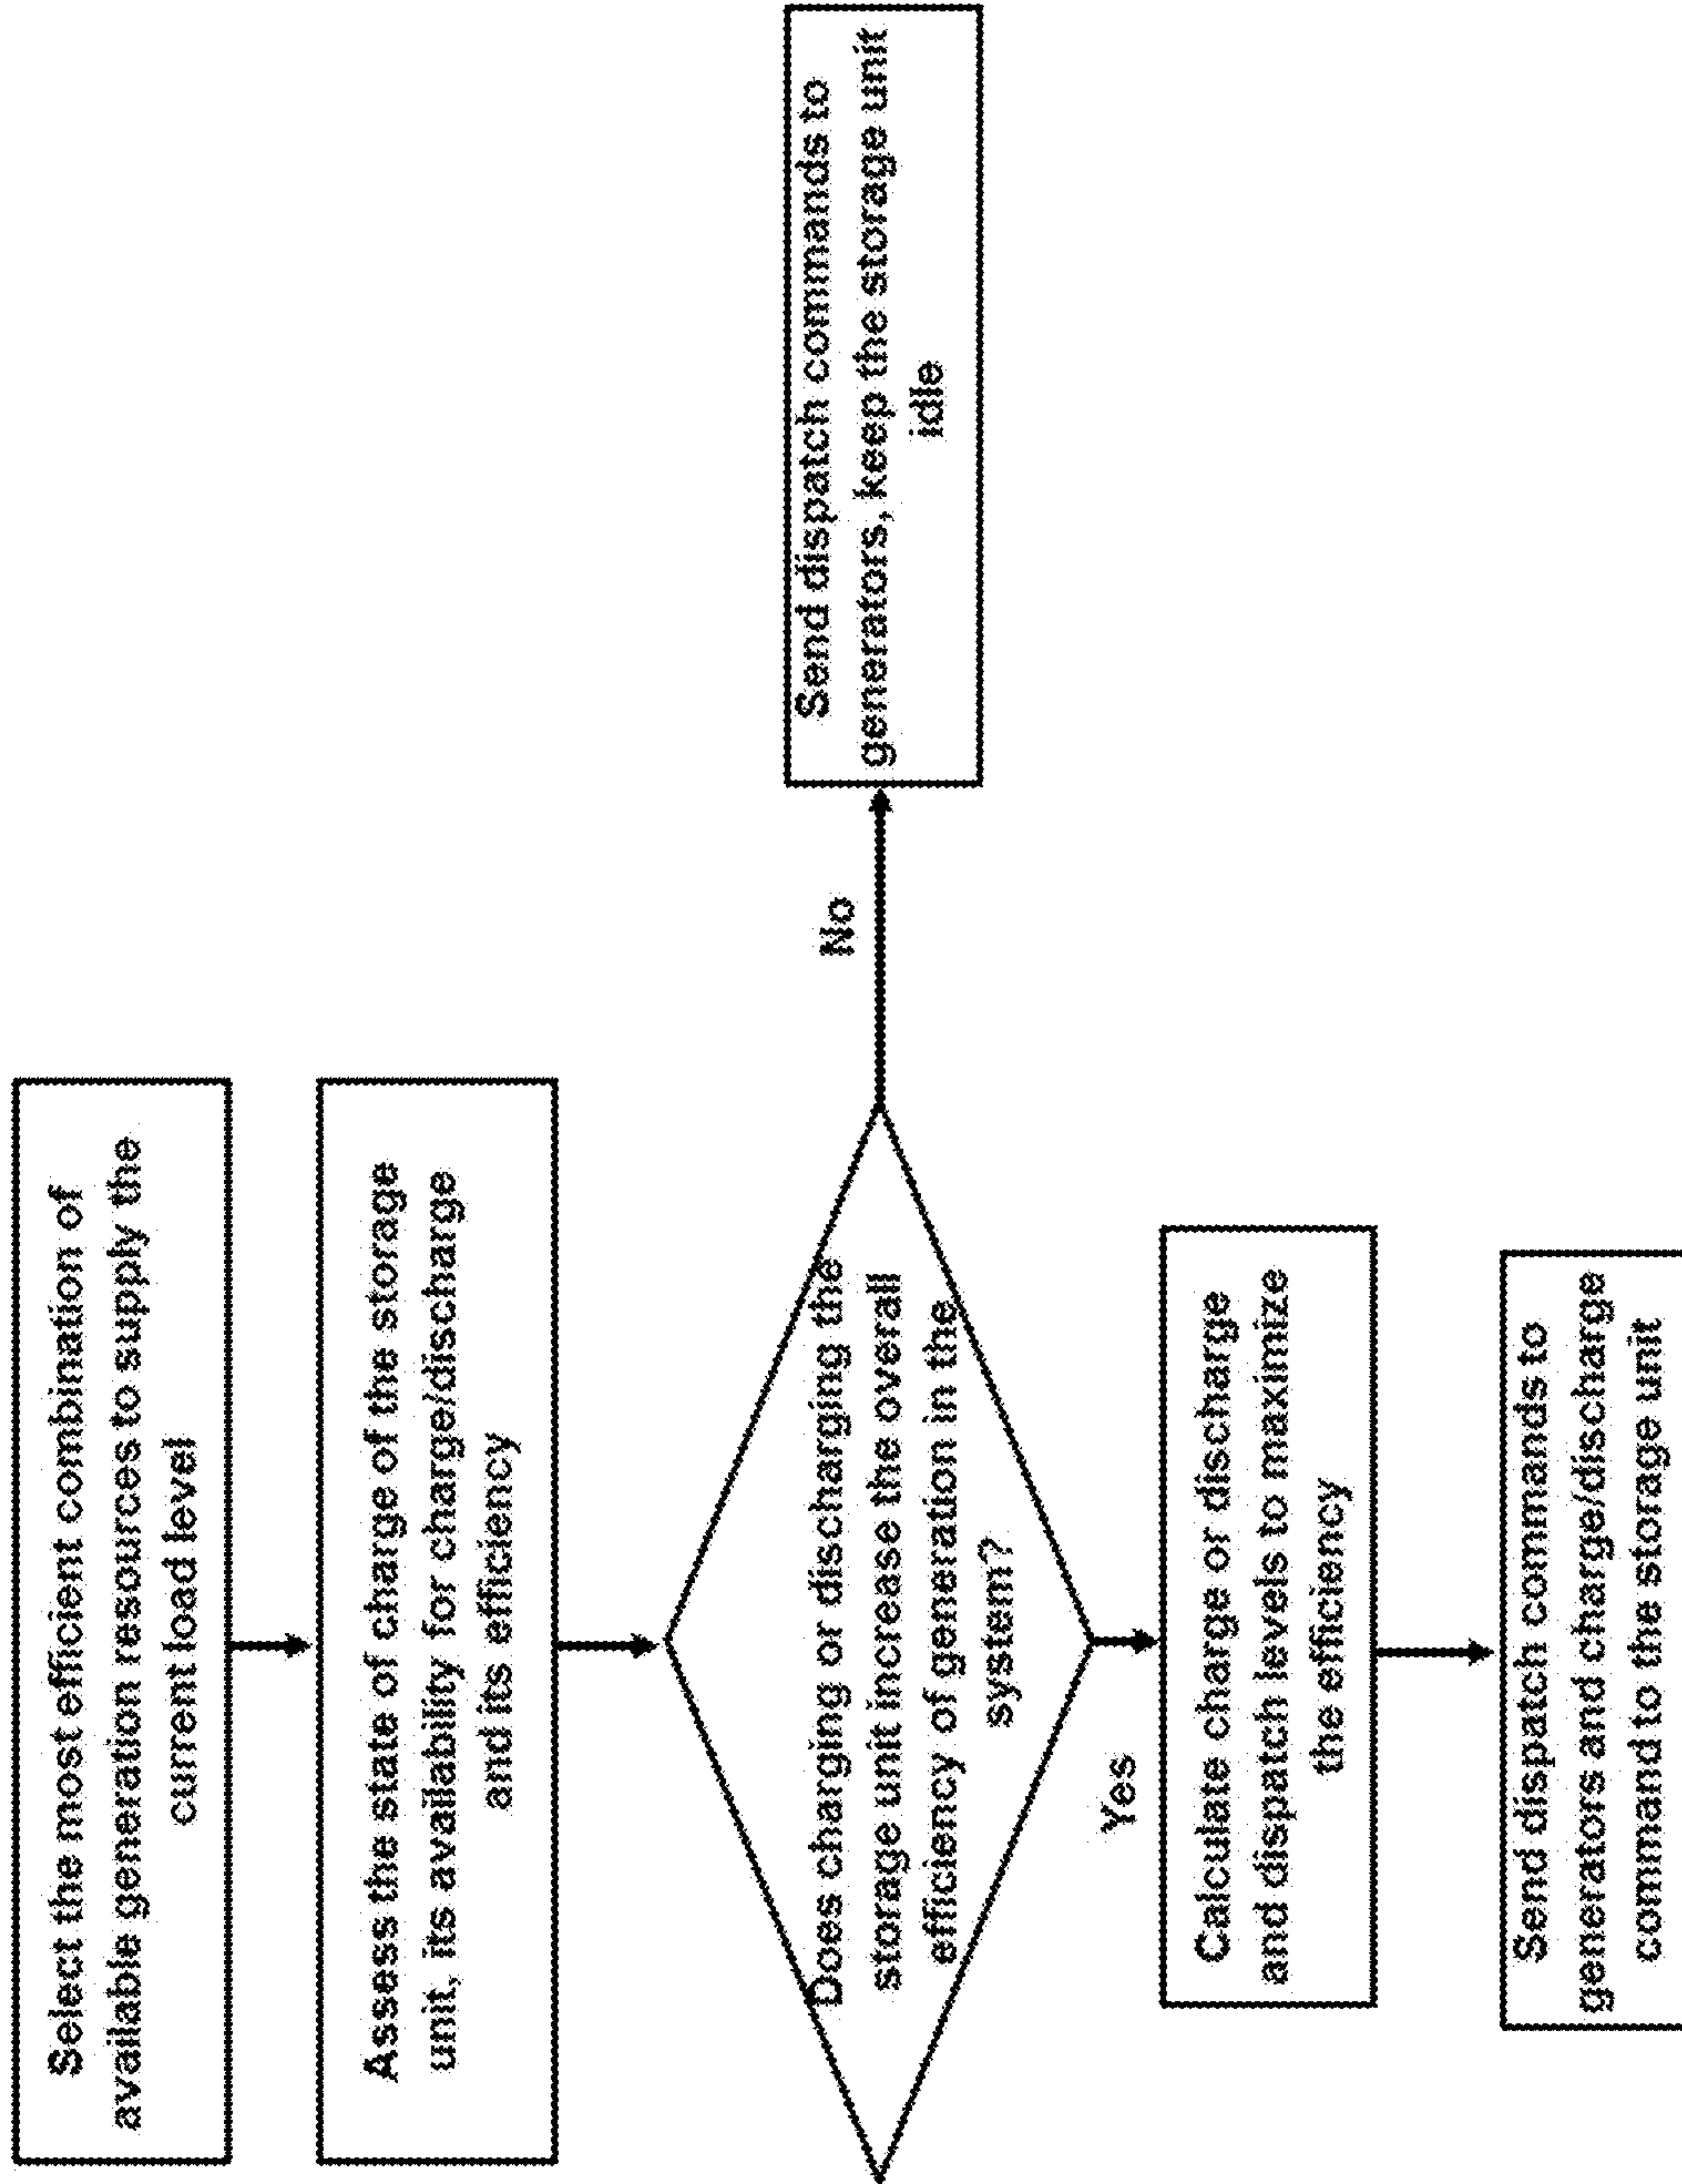 Select the most efficient combination of
available generation resources to supply the
current load level
Assess the state of charge of the storage
unit, its availability for charge/discharge
and its efficiency
Does charging or discharging the
storage unit increase the overall
efficiency of generation in the
system?
No
Send dispatch commands to
generators, keep the storage unit
idle
Yes
Calculate charge or discharge
and dispatch levels to maximize
the efficiency
Send dispatch commands to
generators and charge/discharge
command to the storage unit